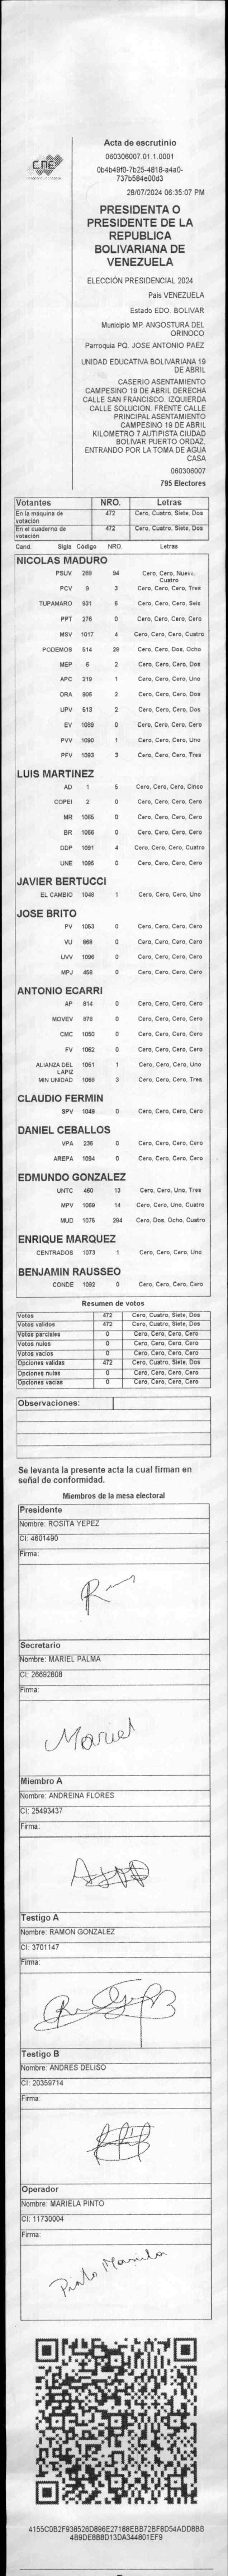 CNE
Acta de escrutinio
060306007.01.1.0001
0b4b49f0-7b25-4818-a4a0-
737b584e00d3
28/07/2024 06:35:07 PM
PRESIDENTA O
PRESIDENTE DE LA
REPUBLICA
BOLIVARIANA DE
VENEZUELA
ELECCIÓN PRESIDENCIAL 2024
Pais VENEZUELA
Estado EDO. BOLIVAR
Municipio MP. ANGOSTURA DEL
ORINOCO
Parroquia PQ. JOSE ANTONIO PAEZ
UNIDAD EDUCATIVA BOLIVARIANA 19
DE ABRIL
CASERIO ASENTAMIENTO
CAMPESINO 19 DE ABRIL DERECHA
CALLE SAN FRANCISCO. IZQUIERDA
CALLE SOLUCION. FRENTE CALLE
PRINCIPAL ASENTAMIENTO
CAMPESINO 19 DE ABRIL
KILOMETRO 7 AUTIPISTA CIUDAD
BOLIVAR PUERTO ORDAZ,
ENTRANDO POR LA TOMA DE AGUA
CASA
060306007
795 Electores
Votantes NRO. Letras
En la máquina de votación 472 Cero, Cuatro, Siete, Dos
En el cuaderno de votación 472 Cero, Cuatro, Siete, Dos
Cand. Sigla Codigo NRO. Letras
NICOLAS MADURO
PSUV 269 94 Cero, Cero, Nueve, Cuatro
PCV 9 3 Cero, Cero, Cero, Tres
TUPAMARO 931 6 Cero, Cero, Cero, Seis
PPT 276 0 Cero, Cero, Cero, Cero
MSV 1017 4 Cero, Cero, Cero, Cuatro
PODEMOS 514 28 Cero, Cero, Dos, Ocho
MEP 6 2 Cero, Cero, Cero, Dos
APC 219 1 Cero, Cero, Cero, Uno
ORA 906 2 Cero, Cero, Cero, Dos
UPV 513 2 Cero, Cero, Cero, Dos
EV 1089 0 Cero, Cero, Cero, Cero
PVV 1090 1 Cero, Cero, Cero, Uno
PFV 1093 3 Cero, Cero, Cero, Tres
LUIS MARTINEZ
AD 1 5 Cero, Cero, Cero, Cinco
COPEI 2 0 Cero, Cero, Cero, Cero
MR 1055 0 Cero, Cero, Cero, Cero
BR 1056 0 Cero, Cero, Cero, Cero
DDP 1091 4 Cero, Cero, Cero, Cuatro
UNE 1095 0 Cero, Cero, Cero, Cero
JAVIER BERTUCCI
EL CAMBIO 1046 1 Cero, Cero, Cero, Uno
JOSE BRITO
PV 1053 0 Cero, Cero, Cero, Cero
VU 868 0 Cero, Cero, Cero, Cero
UVV 1096 0 Cero, Cero, Cero, Cero
MPJ 458 0 Cero, Cero, Cero, Cero
ANTONIO ECARRI
AP 914 0 Cero, Cero, Cero, Cero
MOVEV 978 0 Cero, Cero, Cero, Cero
CMC 1050 0 Cero, Cero, Cero, Cero
FV 1062 0 Cero, Cero, Cero, Cero
ALIANZA DEL LAPIZ 1051 1 Cero, Cero, Cero, Uno
MIN UNIDAD 1068 3 Cero, Cero, Cero, Tres
CLAUDIO FERMIN
SPV 1049 0 Cero, Cero, Cero, Cero
DANIEL CEBALLOS
VPA 236 0 Cero, Cero, Cero, Cero
AREPA 1094 0 Cero, Cero, Cero, Cero
EDMUNDO GONZALEZ
UNTC 460 13 Cero, Cero, Uno, Tres
MPV 1069 14 Cero, Cero, Uno, Cuatro
MUD 1075 284 Cero, Dos, Ocho, Cuatro
ENRIQUE MARQUEZ
CENTRADOS 1073 1 Cero, Cero, Cero, Uno
BENJAMIN RAUSSEO
CONDE 1092 0 Cero, Cero, Cero, Cero
Resumen de votos
Votos 472 Cero, Cuatro, Siete, Dos
Votos validos 472 Cero, Cuatro, Siete, Dos
Votos parciales 0 Cero, Cero, Cero, Cero
Votos nulos 0 Cero, Cero, Cero, Cero
Votos vacios 0 Cero, Cero, Cero, Cero
Opciones validas 472 Cero, Cuatro, Siete, Dos
Opciones nulas 0 Cero, Cero, Cero, Cero
Opciones vacias 0 Cero, Cero, Cero, Cero
Observaciones:
Se levanta la presente acta la cual firman en
señal de conformidad.
Miembros de la mesa electoral
Presidente
Nombre: ROSITA YEPEZ
CI: 4601490
Firma:
Secretario
Nombre: MARIEL PALMA
CI: 26692808
Firma:
Mariel
Miembro A
Nombre: ANDREINA FLORES
CI: 25493437
Firma:
Testigo A
Nombre: RAMON GONZALEZ
CI: 3701147
Firma:
Testigo B
Nombre: ANDRES DELISO
CI: 20359714
Firma:
Operador
Nombre: MARIELA PINTO
CI: 11730004
Firma:
Pinto Mariela
4155C0B2F938526D896E27188EBB72BF8D54ADD8BB
4B9DE8B8D13DA344801EF9